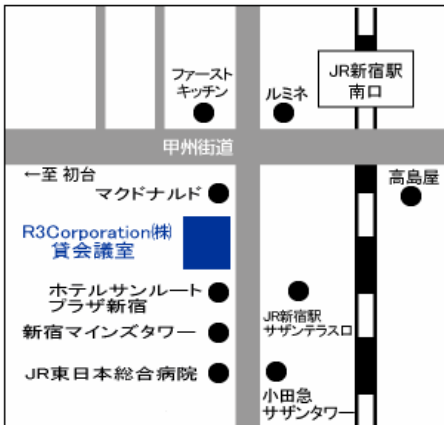 ファースト
キッチン
ルミネ
JR新宿駅
南口
甲州街道
←至 初台
マクドナルド
高島屋
R3Corporation㈱
貸会議室
ホテルサンルート
プラザ新宿
JR新宿駅
サザンテラス口
新宿マインズタワー
JR東日本総合病院
小田急
サザンタワー